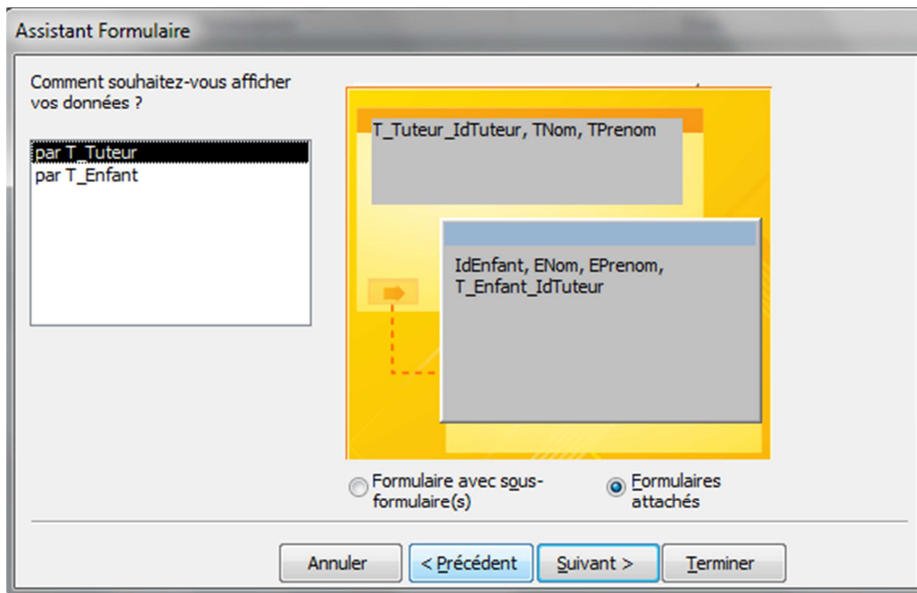 Assistant Formulaire
Comment souhaitez-vous afficher
vos données ?
par T_Tuteur
par T_Enfant
T_Tuteur_IdTuteur, TNom, TPrenom
IdEnfant, ENom, EPrenom,
T_Enfant_IdTuteur
Formulaire avec sous-
formulaire(s)
Formulaires
attachés
Annuler
< Précédent
Suivant >
Terminer